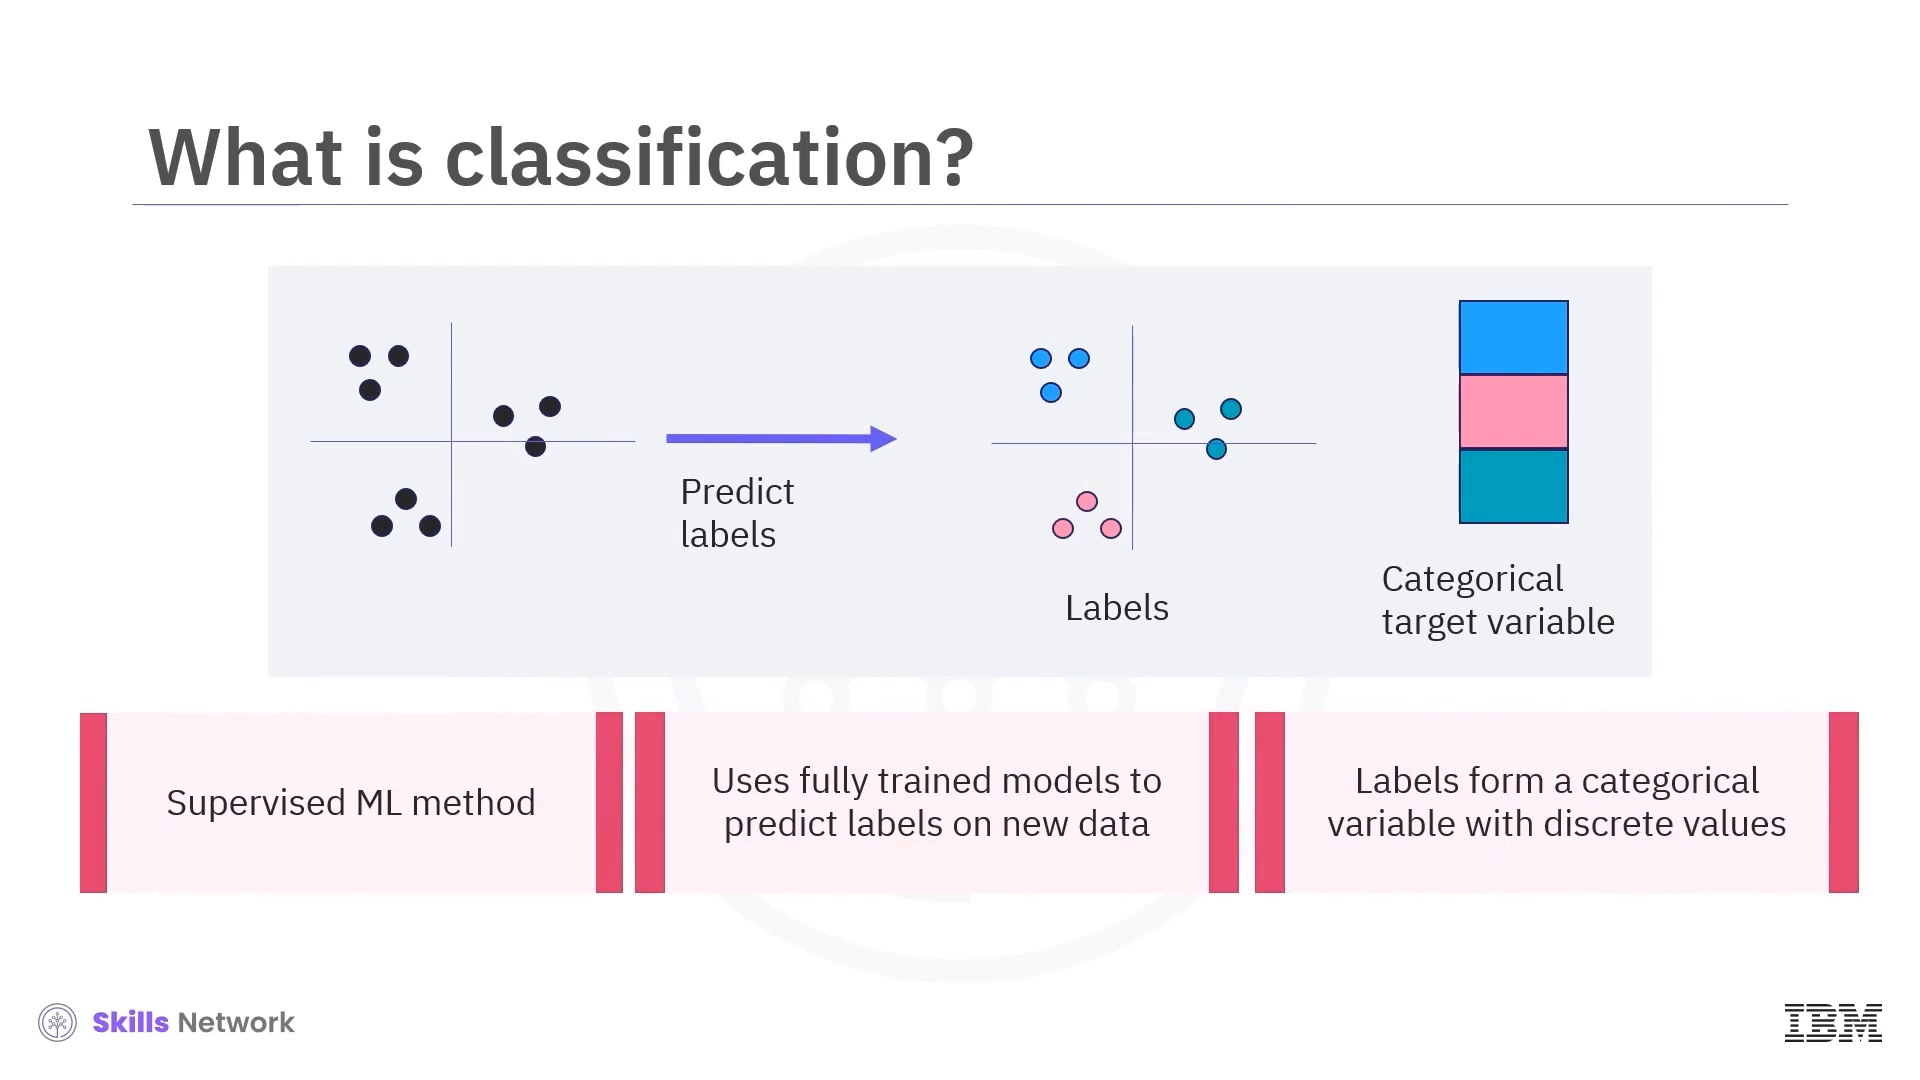 What is classification?
Predict
labels
Labels
Categorical
target variable
Supervised ML method
Uses fully trained models to
predict labels on new data
Labels form a categorical
variable with discrete values
Skills Network
IBM